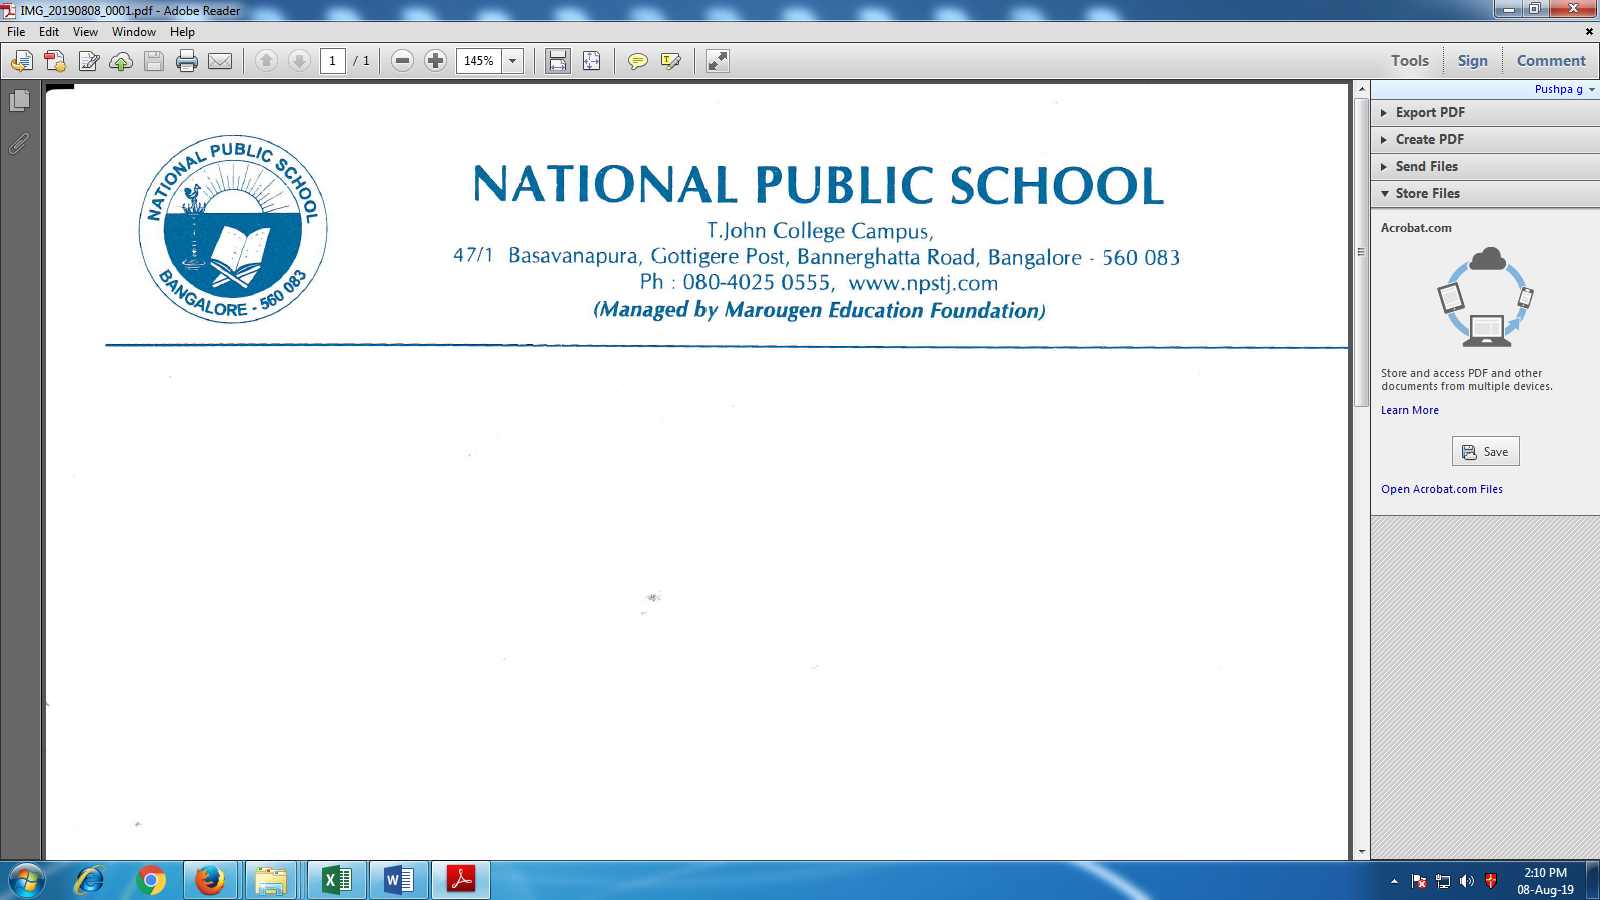 IMG_20190808_0001.pdf - Adobe Reader
File Edit View Window Help
1 / 1 145% Tools Sign Comment
Pushpa g
Export PDF
Create PDF
Send Files
Store Files
Acrobat.com
Store and access PDF and other
documents from multiple devices.
Learn More
Save
Open Acrobat.com Files
NATIONAL PUBLIC SCHOOL
BANGALORE - 560 083
NATIONAL PUBLIC SCHOOL
T.John College Campus,
47/1 Basavanapura, Gottigere Post, Bannerghatta Road, Bangalore - 560 083
Ph : 080-4025 0555, www.npstj.com
(Managed by Marougen Education Foundation)
2:10 PM
08-Aug-19